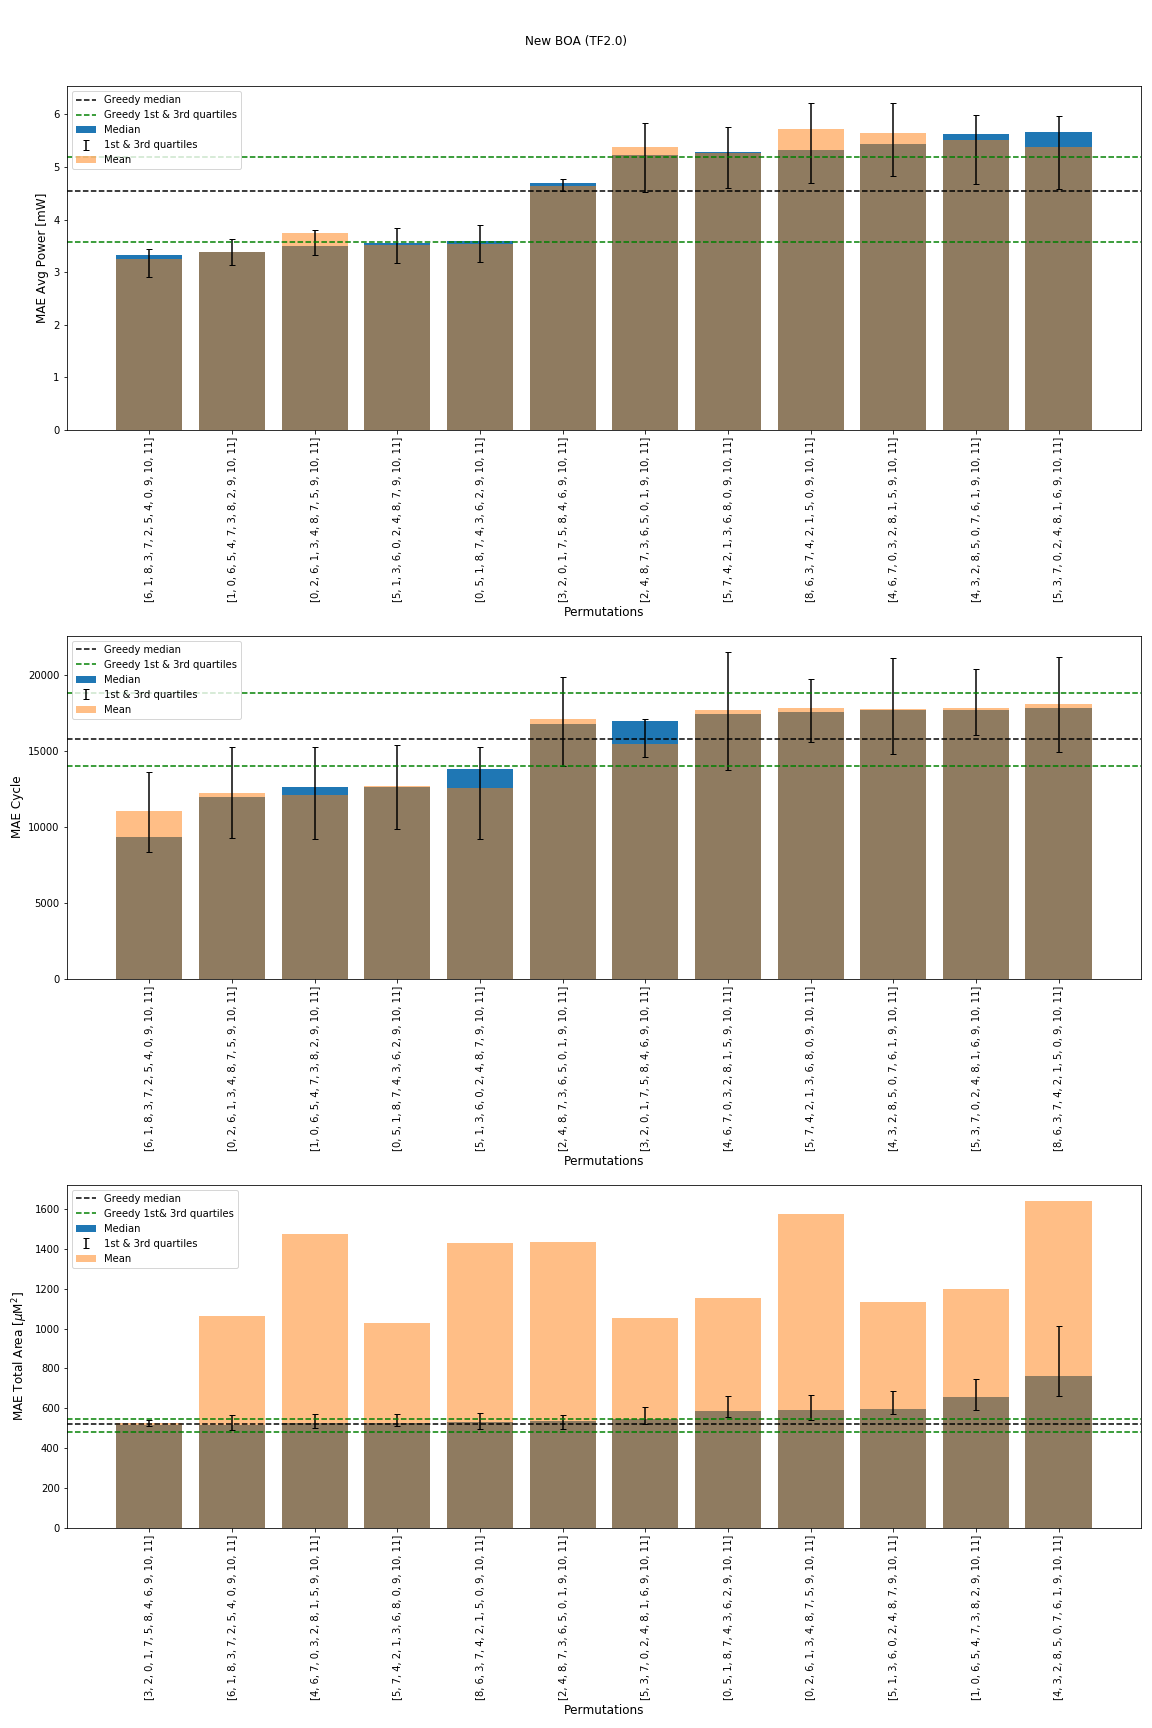 New BOA (TF2.0)
Greedy median
Greedy 1st & 3rd quartiles
Median
1st & 3rd quartiles
Mean
MAE Avg Power [mW]
6
5
4
3
2
1
0
[6, 1, 8, 3, 7, 2, 5, 4, 0, 9, 10, 11]
[1, 0, 6, 5, 4, 7, 3, 8, 2, 9, 10, 11]
[0, 2, 6, 1, 3, 4, 8, 7, 5, 9, 10, 11]
[5, 1, 3, 6, 0, 2, 4, 8, 7, 9, 10, 11]
[0, 5, 1, 8, 7, 4, 3, 6, 2, 9, 10, 11]
[3, 2, 0, 1, 7, 5, 8, 4, 6, 9, 10, 11]
[2, 4, 8, 7, 3, 6, 5, 0, 1, 9, 10, 11]
[5, 7, 4, 2, 1, 3, 6, 8, 0, 9, 10, 11]
[8, 6, 3, 7, 4, 2, 1, 5, 0, 9, 10, 11]
[4, 6, 7, 0, 3, 2, 8, 1, 5, 9, 10, 11]
[4, 3, 2, 8, 5, 0, 7, 6, 1, 9, 10, 11]
[5, 3, 7, 0, 2, 4, 8, 1, 6, 9, 10, 11]
Permutations
Greedy median
Greedy 1st & 3rd quartiles
Median
1st & 3rd quartiles
Mean
MAE Cycle
20000
15000
10000
5000
0
[6, 1, 8, 3, 7, 2, 5, 4, 0, 9, 10, 11]
[0, 2, 6, 1, 3, 4, 8, 7, 5, 9, 10, 11]
[1, 0, 6, 5, 4, 7, 3, 8, 2, 9, 10, 11]
[0, 5, 1, 8, 7, 4, 3, 6, 2, 9, 10, 11]
[5, 1, 3, 6, 0, 2, 4, 8, 7, 9, 10, 11]
[2, 4, 8, 7, 3, 6, 5, 0, 1, 9, 10, 11]
[3, 2, 0, 1, 7, 5, 8, 4, 6, 9, 10, 11]
[4, 6, 7, 0, 3, 2, 8, 1, 5, 9, 10, 11]
[5, 7, 4, 2, 1, 3, 6, 8, 0, 9, 10, 11]
[4, 3, 2, 8, 5, 0, 7, 6, 1, 9, 10, 11]
[5, 3, 7, 0, 2, 4, 8, 1, 6, 9, 10, 11]
[8, 6, 3, 7, 4, 2, 1, 5, 0, 9, 10, 11]
Permutations
Greedy median
Greedy 1st& 3rd quartiles
Median
1st & 3rd quartiles
Mean
MAE Total Area [μM²]
1600
1400
1200
1000
800
600
400
200
0
[3, 2, 0, 1, 7, 5, 8, 4, 6, 9, 10, 11]
[6, 1, 8, 3, 7, 2, 5, 4, 0, 9, 10, 11]
[4, 6, 7, 0, 3, 2, 8, 1, 5, 9, 10, 11]
[5, 7, 4, 2, 1, 3, 6, 8, 0, 9, 10, 11]
[8, 6, 3, 7, 4, 2, 1, 5, 0, 9, 10, 11]
[2, 4, 8, 7, 3, 6, 5, 0, 1, 9, 10, 11]
[5, 3, 7, 0, 2, 4, 8, 1, 6, 9, 10, 11]
[0, 5, 1, 8, 7, 4, 3, 6, 2, 9, 10, 11]
[0, 2, 6, 1, 3, 4, 8, 7, 5, 9, 10, 11]
[5, 1, 3, 6, 0, 2, 4, 8, 7, 9, 10, 11]
[1, 0, 6, 5, 4, 7, 3, 8, 2, 9, 10, 11]
[4, 3, 2, 8, 5, 0, 7, 6, 1, 9, 10, 11]
Permutations